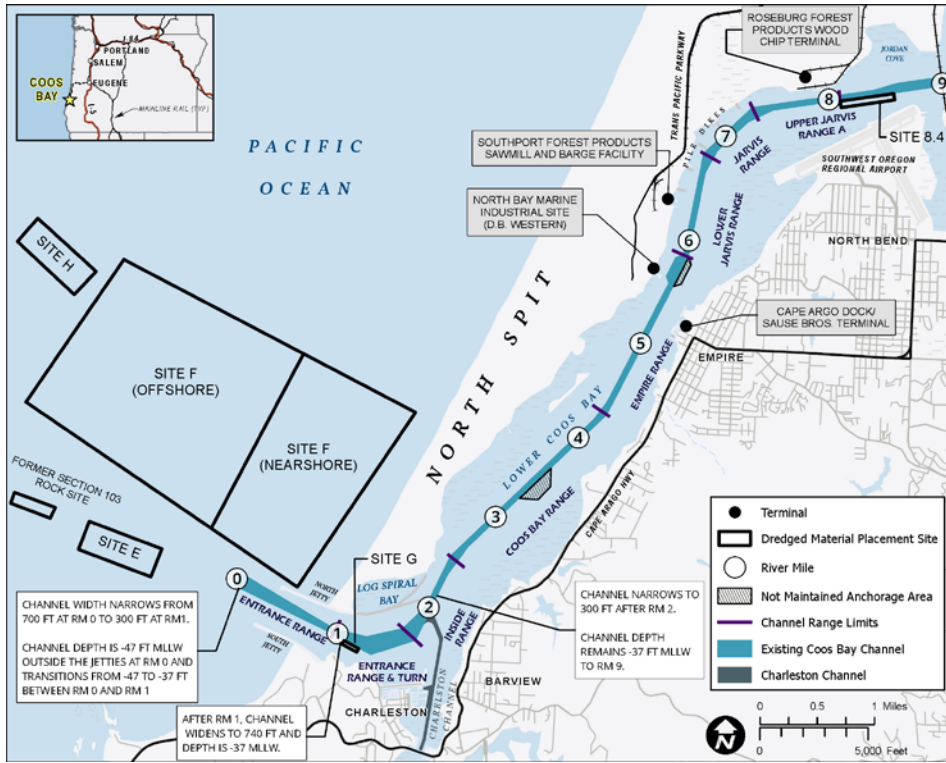 I-84
PORTLAND
SALEM
EUGENE
COOS
BAY
I-5
MAINLINE RAIL (TYP)
PACIFIC
OCEAN
ROSEBURG FOREST
PRODUCTS WOOD
CHIP TERMINAL
JORDAN
COVE
9
8
UPPER JARVIS
RANGE A
SITE 8.4
TRANS PACIFIC PARKWAY
PILE DIKES
7
JARVIS
RANGE
SOUTHWEST OREGON
REGIONAL AIRPORT
SOUTHPORT FOREST PRODUCTS
SAWMILL AND BARGE FACILITY
NORTH BAY MARINE
INDUSTRIAL SITE
(D.B. WESTERN)
6
LOWER
JARVIS RANGE
NORTH BEND
SITE H
SITE F
(OFFSHORE)
SITE F
(NEARSHORE)
NORTH SPIT
CAPE ARGO DOCK/
SAUSE BROS. TERMINAL
5
EMPIRE RANGE
EMPIRE
LOWER COOS BAY
4
3
COOS BAY RANGE
CAPE ARAGO HWY
FORMER SECTION 103
ROCK SITE
SITE E
SITE G
0
NORTH
JETTY
LOG SPIRAL
BAY
2
INSIDE
RANGE
ENTRANCE RANGE
1
SOUTH
JETTY
ENTRANCE
RANGE & TURN
CHARLESTON
CHARELSTON
CHANNEL
BARVIEW
CHANNEL WIDTH NARROWS FROM
700 FT AT RM 0 TO 300 FT AT RM1.
CHANNEL DEPTH IS -47 FT MLLW
OUTSIDE THE JETTIES AT RM 0 AND
TRANSITIONS FROM -47 TO -37 FT
BETWEEN RM 0 AND RM 1
AFTER RM 1, CHANNEL
WIDENS TO 740 FT AND
DEPTH IS -37 MLLW.
CHANNEL NARROWS TO
300 FT AFTER RM 2.
CHANNEL DEPTH
REMAINS -37 FT MLLW
TO RM 9.
Terminal
Dredged Material Placement Site
River Mile
Not Maintained Anchorage Area
Channel Range Limits
Existing Coos Bay Channel
Charleston Channel
N
0 0.5 1 Miles
0 5,000 Feet